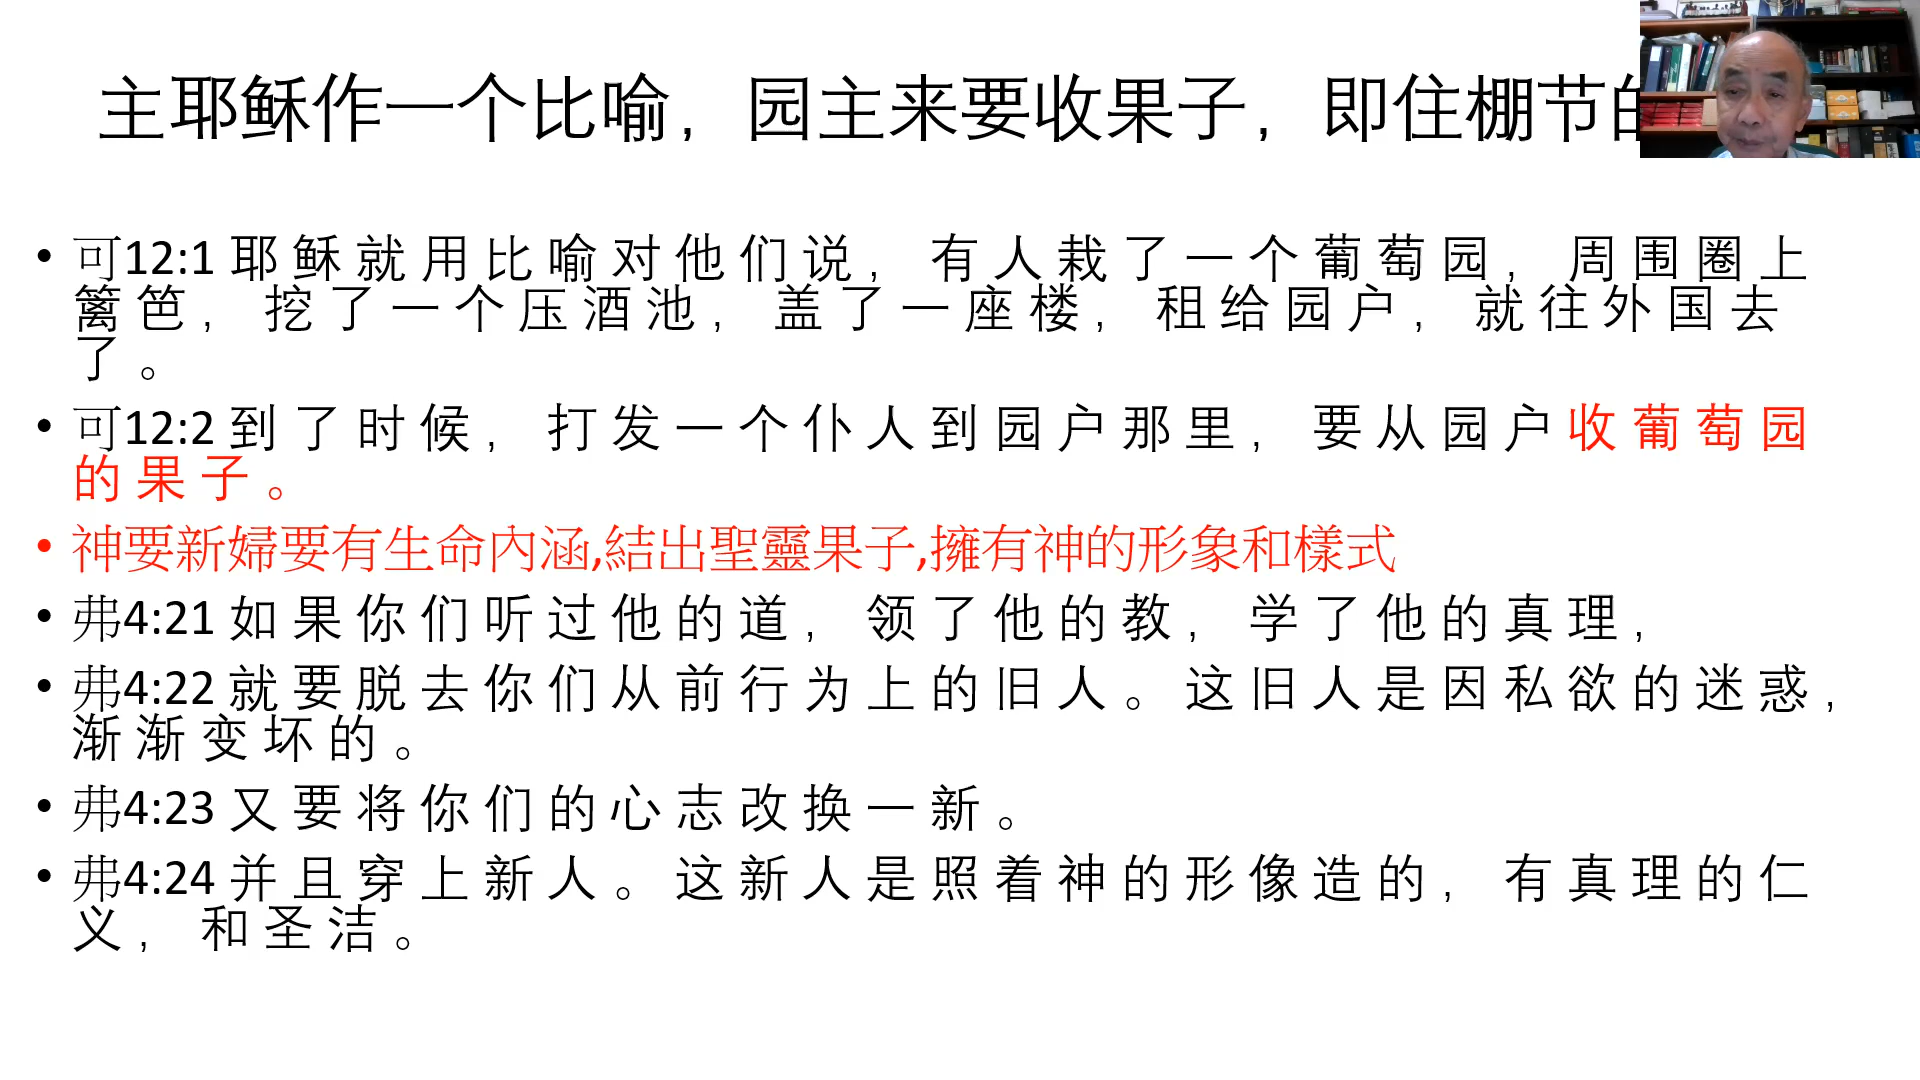 主耶稣作一个比喻，园主来要收果子，即住棚节的
• 可12:1 耶 稣 就 用 比 喻 对 他 们 说 ， 有 人 栽 了 一 个 葡 萄 园 ， 周 围 圈 上
篱 笆 ， 挖 了 一 个 压 酒 池 ， 盖 了 一 座 楼 ， 租 给 园 户 ， 就 往 外 国 去
了 。
• 可12:2 到 了 时 候 ， 打 发 一 个 仆 人 到 园 户 那 里 ， 要 从 园 户 收 葡 萄 园
的 果 子 。
• 神要新婦要有生命內涵,結出聖靈果子,擁有神的形象和樣式
• 弗4:21 如 果 你 们 听 过 他 的 道 ， 领 了 他 的 教 ， 学 了 他 的 真 理 ，
• 弗4:22 就 要 脱 去 你 们 从 前 行 为 上 的 旧 人 。 这 旧 人 是 因 私 欲 的 迷 惑 ，
渐 渐 变 坏 的 。
• 弗4:23 又 要 将 你 们 的 心 志 改 换 一 新 。
• 弗4:24 并 且 穿 上 新 人 。 这 新 人 是 照 着 神 的 形 像 造 的 ， 有 真 理 的 仁
义 ， 和 圣 洁 。